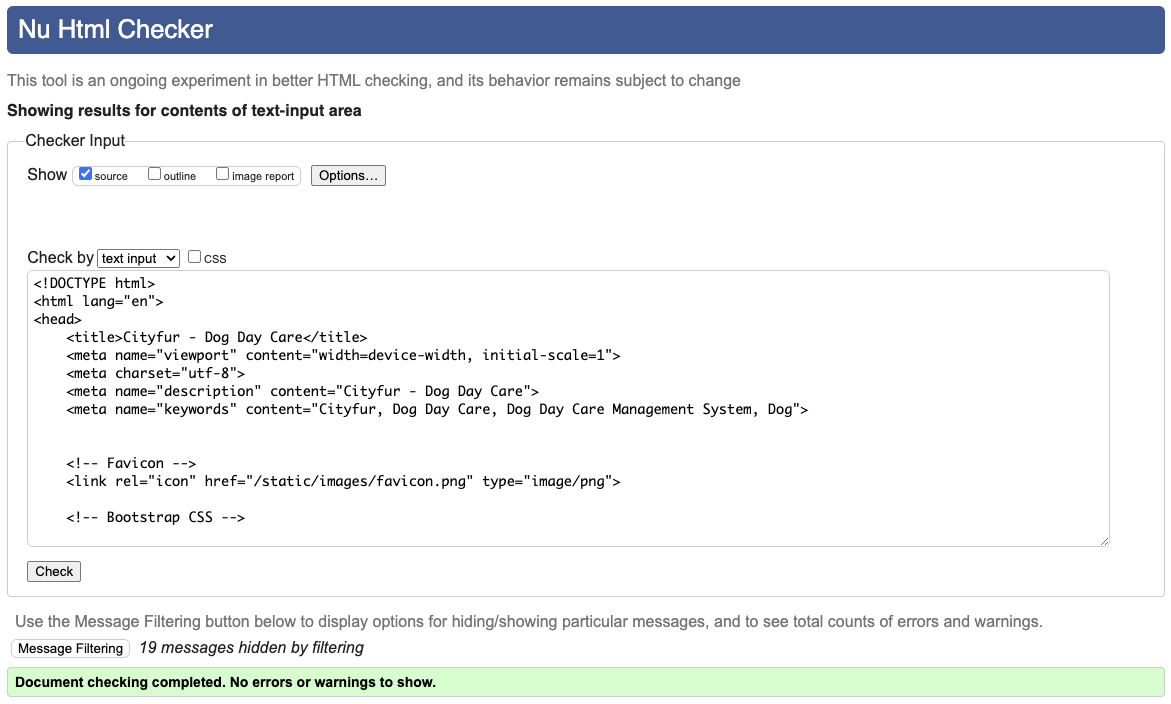 Nu Html Checker
This tool is an ongoing experiment in better HTML checking, and its behavior remains subject to change
Showing results for contents of text-input area
Checker Input
Show source outline image report Options...
Check by text input css
<!DOCTYPE html>
<html lang="en">
<head>
    <title>Cityfur - Dog Day Care</title>
    <meta name="viewport" content="width=device-width, initial-scale=1">
    <meta charset="utf-8">
    <meta name="description" content="Cityfur - Dog Day Care">
    <meta name="keywords" content="Cityfur, Dog Day Care, Dog Day Care Management System, Dog">
    <!-- Favicon -->
    <link rel="icon" href="/static/images/favicon.png" type="image/png">
    <!-- Bootstrap CSS -->
Check
Use the Message Filtering button below to display options for hiding/showing particular messages, and to see total counts of errors and warnings.
Message Filtering 19 messages hidden by filtering
Document checking completed. No errors or warnings to show.